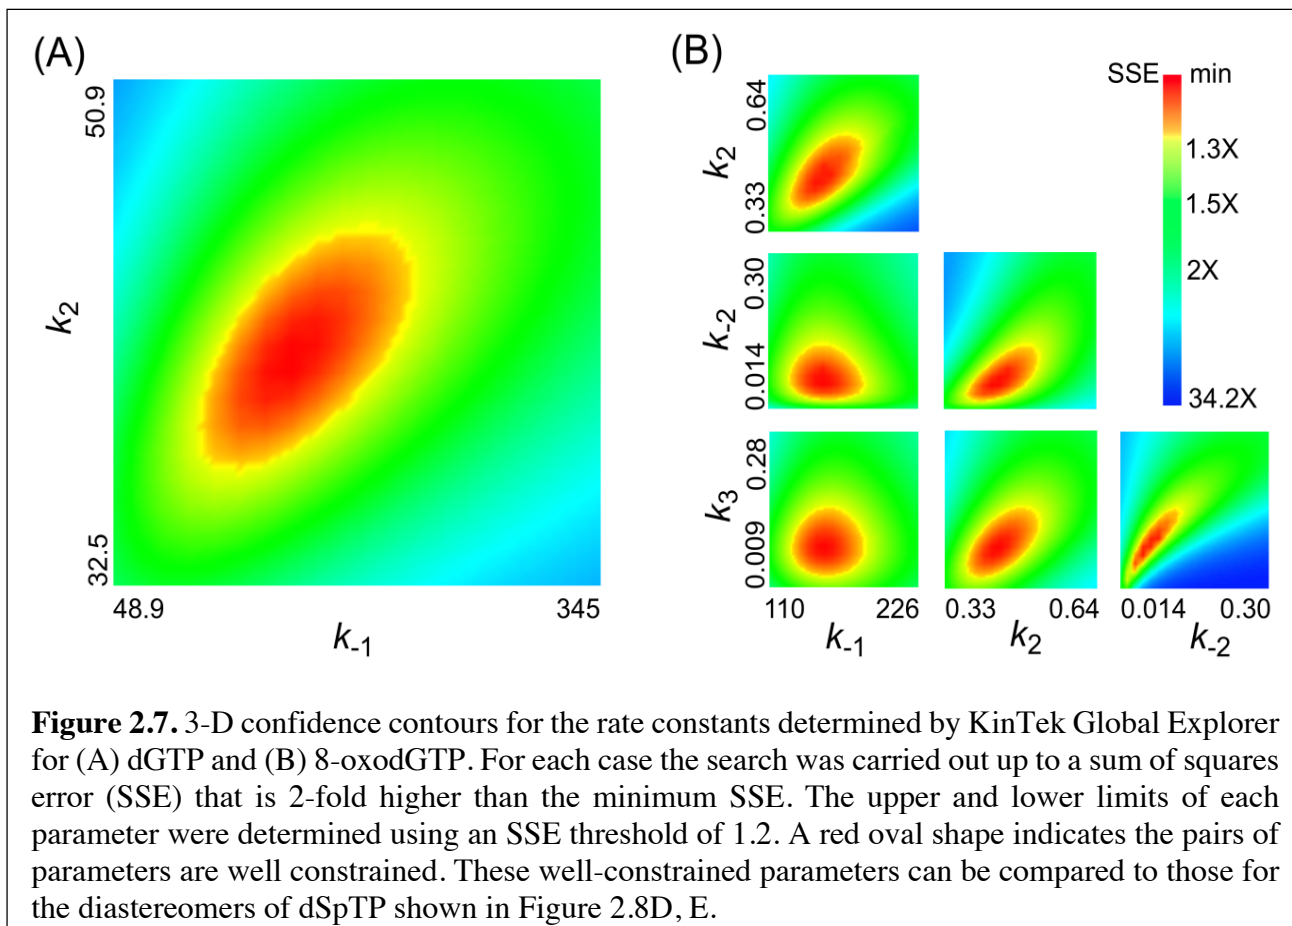 (A)
50.9
k2
32.5
48.9
345
k-1
(B)
SSE
min
1.3X
1.5X
2X
34.2X
0.64
k2
0.33
0.30
k-2
0.014
0.28
k3
0.009
110
226
k-1
0.33
0.64
k2
0.014
0.30
k-2
Figure 2.7. 3-D confidence contours for the rate constants determined by KinTek Global Explorer
for (A) dGTP and (B) 8-oxodGTP. For each case the search was carried out up to a sum of squares
error (SSE) that is 2-fold higher than the minimum SSE. The upper and lower limits of each
parameter were determined using an SSE threshold of 1.2. A red oval shape indicates the pairs of
parameters are well constrained. These well-constrained parameters can be compared to those for
the diastereomers of dSpTP shown in Figure 2.8D, E.